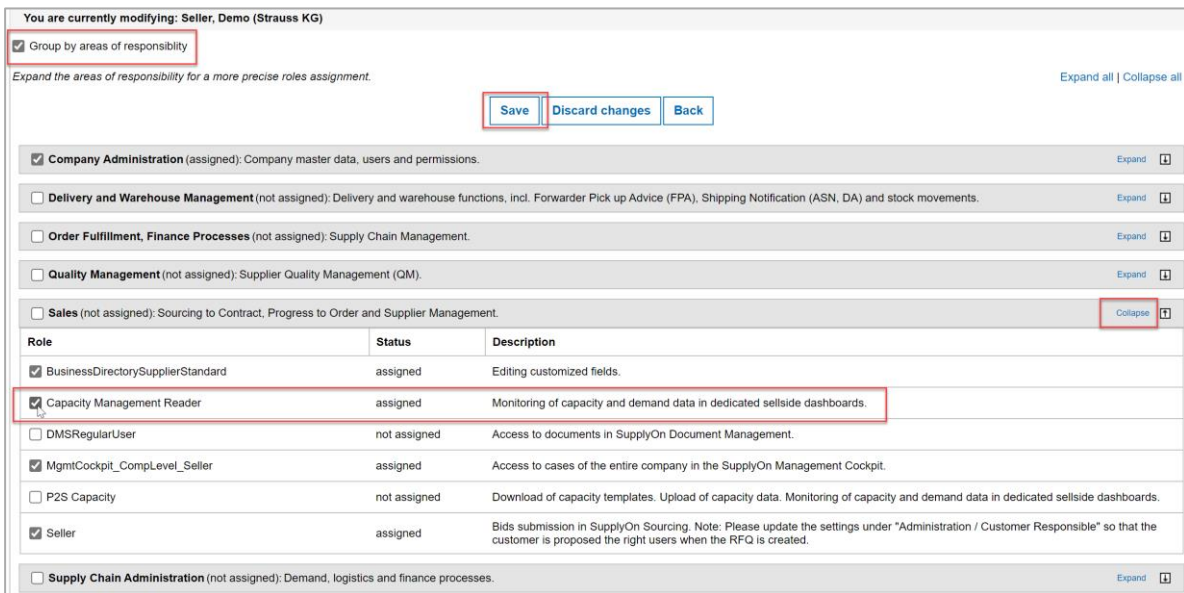 You are currently modifying: Seller, Demo (Strauss KG)
Group by areas of responsiblity
Expand the areas of responsibility for a more precise roles assignment.
Expand all | Collapse all
Save Discard changes Back
Company Administration (assigned): Company master data, users and permissions. Expand
Delivery and Warehouse Management (not assigned): Delivery and warehouse functions, incl. Forwarder Pick up Advice (FPA), Shipping Notification (ASN, DA) and stock movements. Expand
Order Fulfillment, Finance Processes (not assigned): Supply Chain Management. Expand
Quality Management (not assigned): Supplier Quality Management (QM). Expand
Sales (not assigned): Sourcing to Contract, Progress to Order and Supplier Management. Collapse
Role Status Description
BusinessDirectorySupplierStandard assigned Editing customized fields.
Capacity Management Reader assigned Monitoring of capacity and demand data in dedicated sellside dashboards.
DMSRegularUser not assigned Access to documents in SupplyOn Document Management.
MgmtCockpit_CompLevel_Seller assigned Access to cases of the entire company in the SupplyOn Management Cockpit.
P2S Capacity not assigned Download of capacity templates. Upload of capacity data. Monitoring of capacity and demand data in dedicated sellside dashboards.
Seller assigned Bids submission in SupplyOn Sourcing. Note: Please update the settings under "Administration / Customer Responsible" so that the
customer is proposed the right users when the RFQ is created.
Supply Chain Administration (not assigned): Demand, logistics and finance processes. Expand